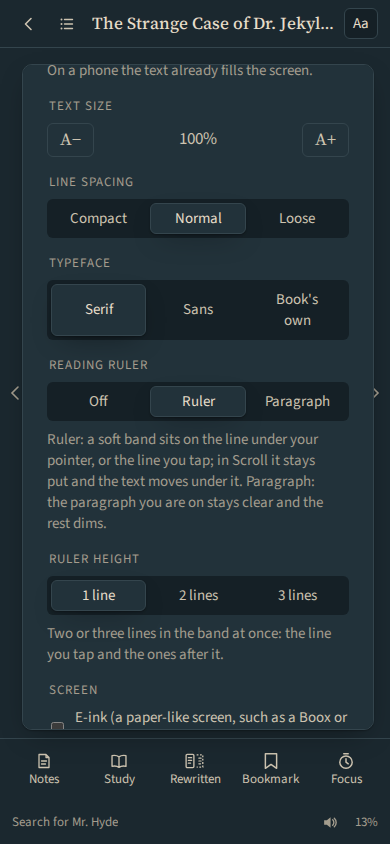 The Strange Case of Dr. Jekyl...
Aa
On a phone the text already fills the screen.
TEXT SIZE
A−
100%
A+
LINE SPACING
Compact
Normal
Loose
TYPEFACE
Serif
Sans
Book's
own
READING RULER
Off
Ruler
Paragraph
Ruler: a soft band sits on the line under your
pointer, or the line you tap; in Scroll it stays
put and the text moves under it. Paragraph:
the paragraph you are on stays clear and the
rest dims.
RULER HEIGHT
1 line
2 lines
3 lines
Two or three lines in the band at once: the line
you tap and the ones after it.
SCREEN
E-ink (a paper-like screen, such as a Boox or
Notes
Study
Rewritten
Bookmark
Focus
Search for Mr. Hyde
13%